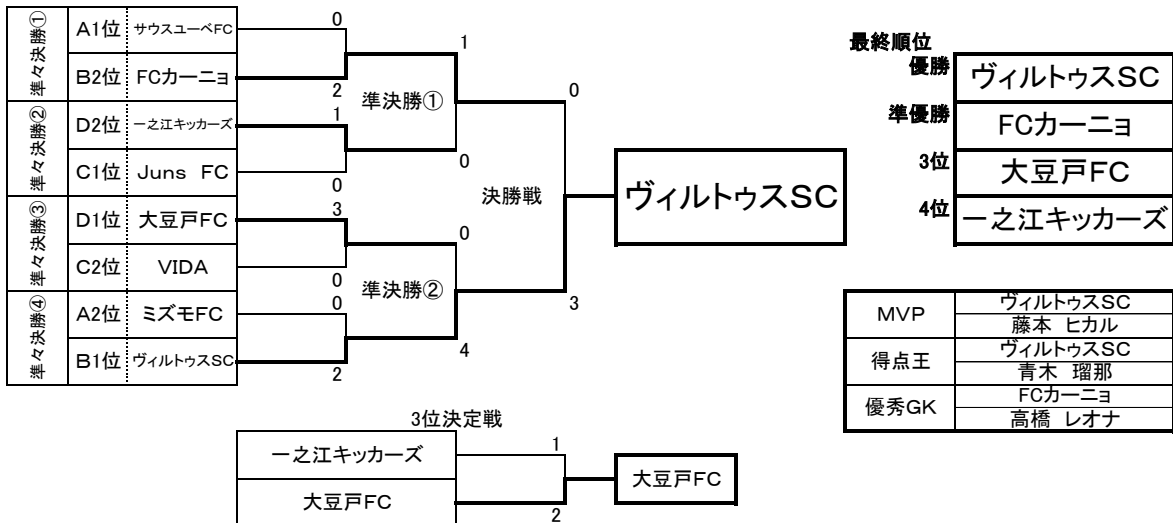 準々決勝①
A1位 サウスユーベFC 0
B2位 FCカーニョ 2
準々決勝②
D2位 一之江キッカーズ 1
C1位 Juns FC 0
準々決勝③
D1位 大豆戸FC 3
C2位 VIDA 0
準々決勝④
A2位 ミズモFC 0
B1位 ヴィルトゥスSC 2
1
準決勝①
0
0
準決勝②
4
0
決勝戦
3
ヴィルトゥスSC
最終順位
優勝 ヴィルトゥスSC
準優勝 FCカーニョ
3位 大豆戸FC
4位 一之江キッカーズ
MVP
ヴィルトゥスSC
藤本 ヒカル
得点王
ヴィルトゥスSC
青木 瑠那
優秀GK
FCカーニョ
高橋 レオナ
3位決定戦
一之江キッカーズ 1
大豆戸FC 2
大豆戸FC